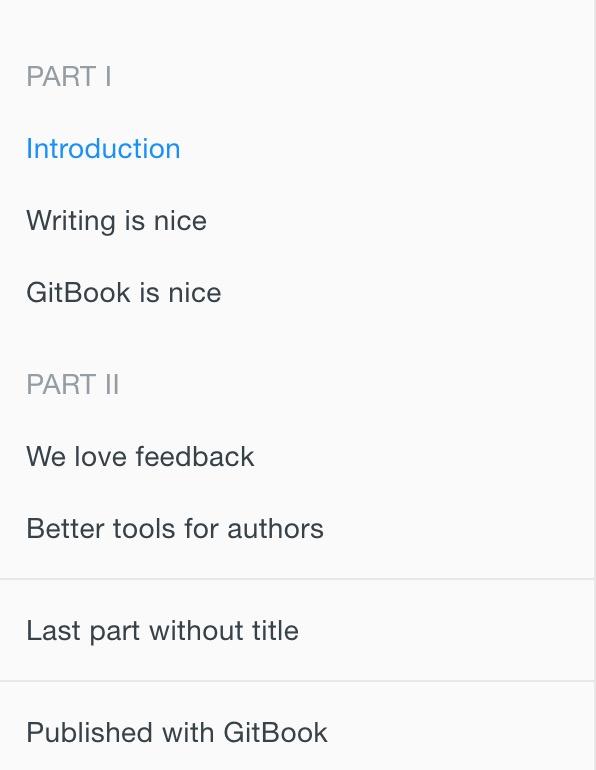 PART I
Introduction
Writing is nice
GitBook is nice
PART II
We love feedback
Better tools for authors
Last part without title
Published with GitBook